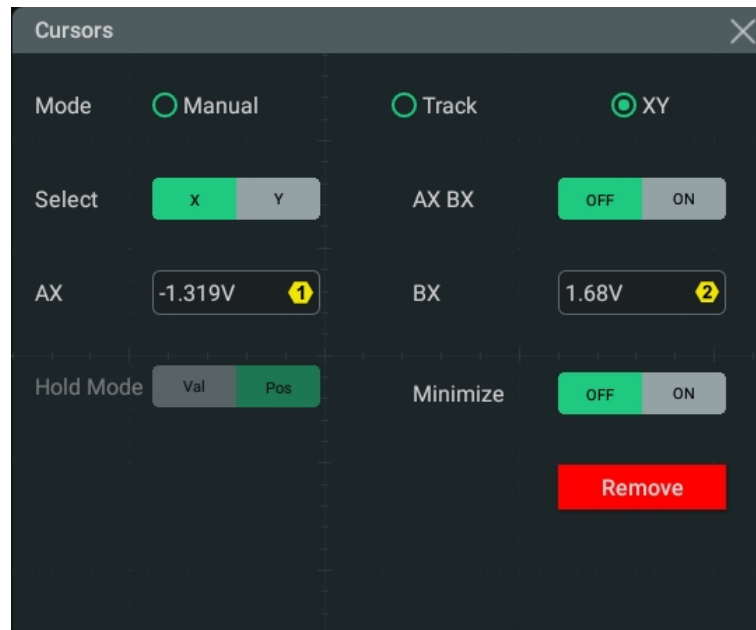 Cursors
Mode Manual Track XY
Select X Y AX BX OFF ON
AX -1.319V 1 BX 1.68V 2
Hold Mode Val Pos Minimize OFF ON
Remove